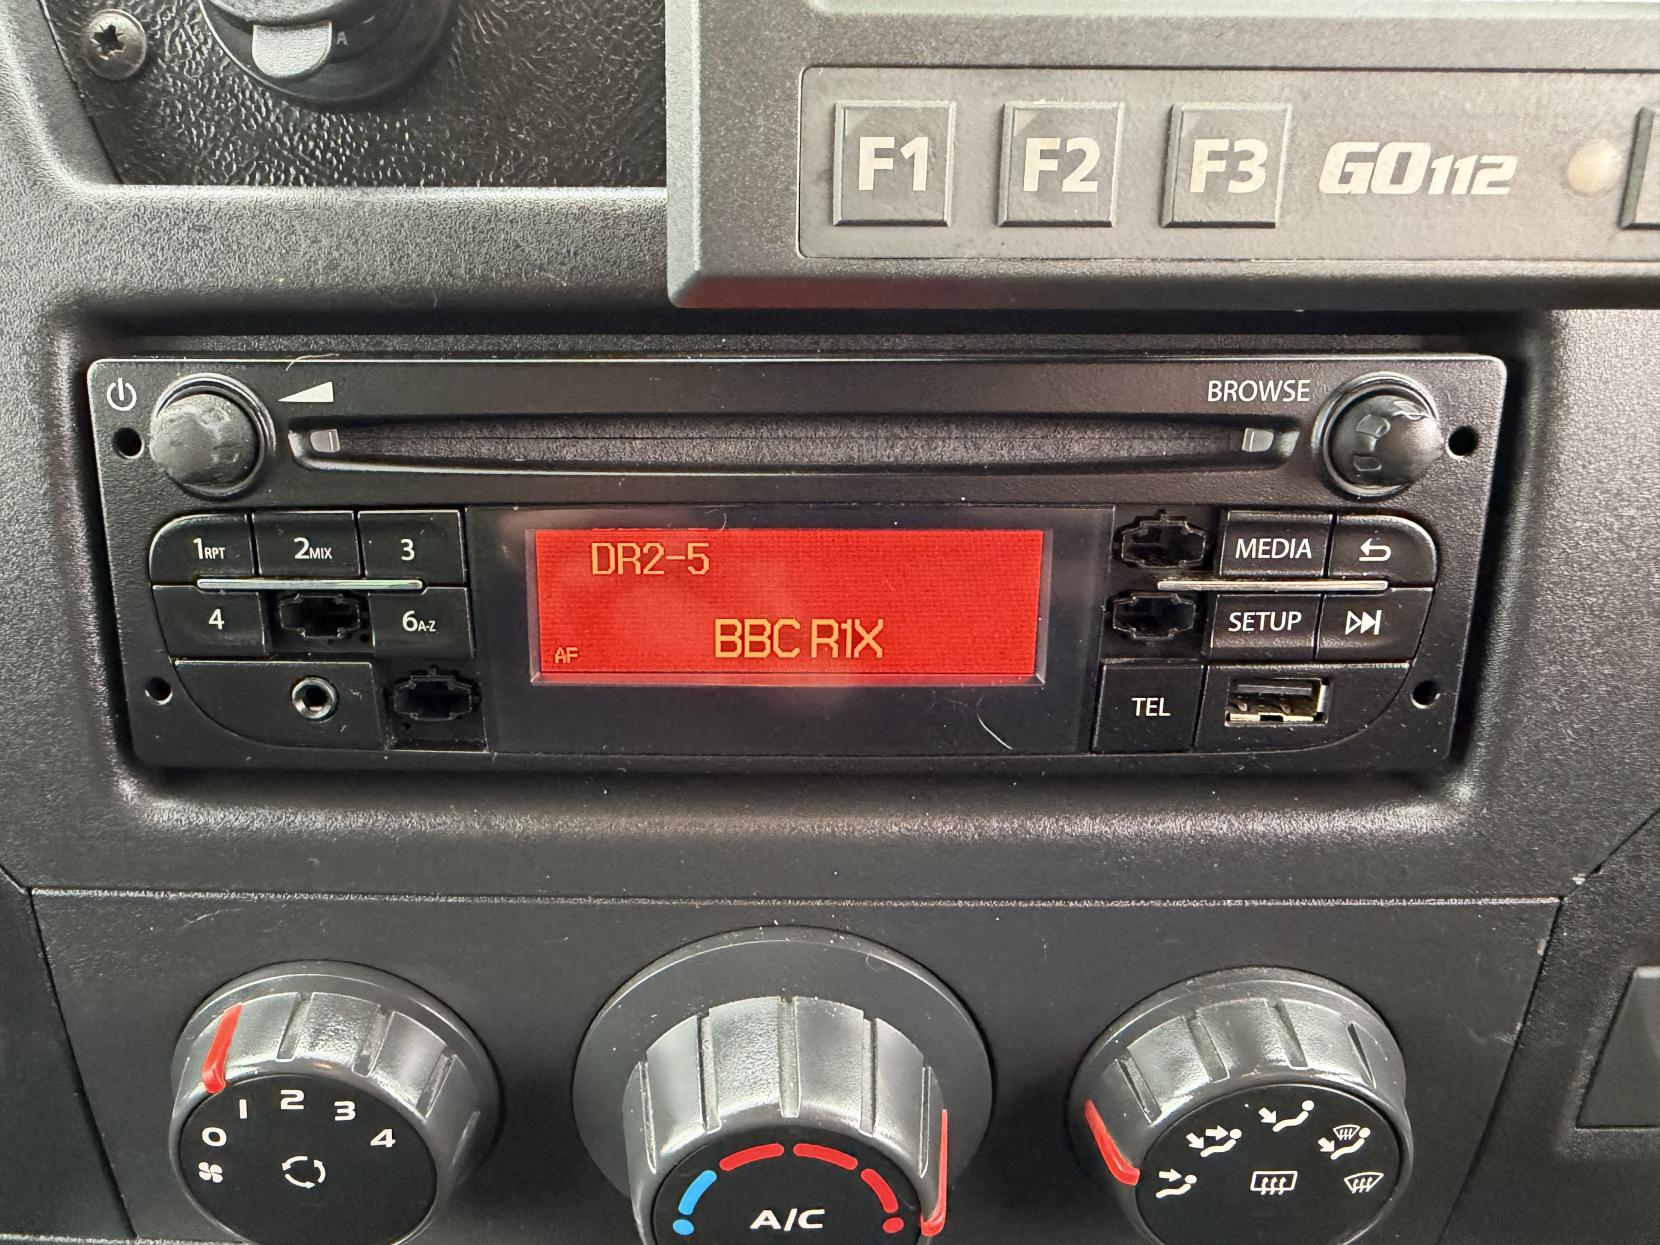 A
F1 F2 F3 GO112
BROWSE
1RPT 2MIX 3
4 6A-Z
DR2-5
BBC R1X
AF
MEDIA
SETUP
TEL
0 1 2 3 4
A/C